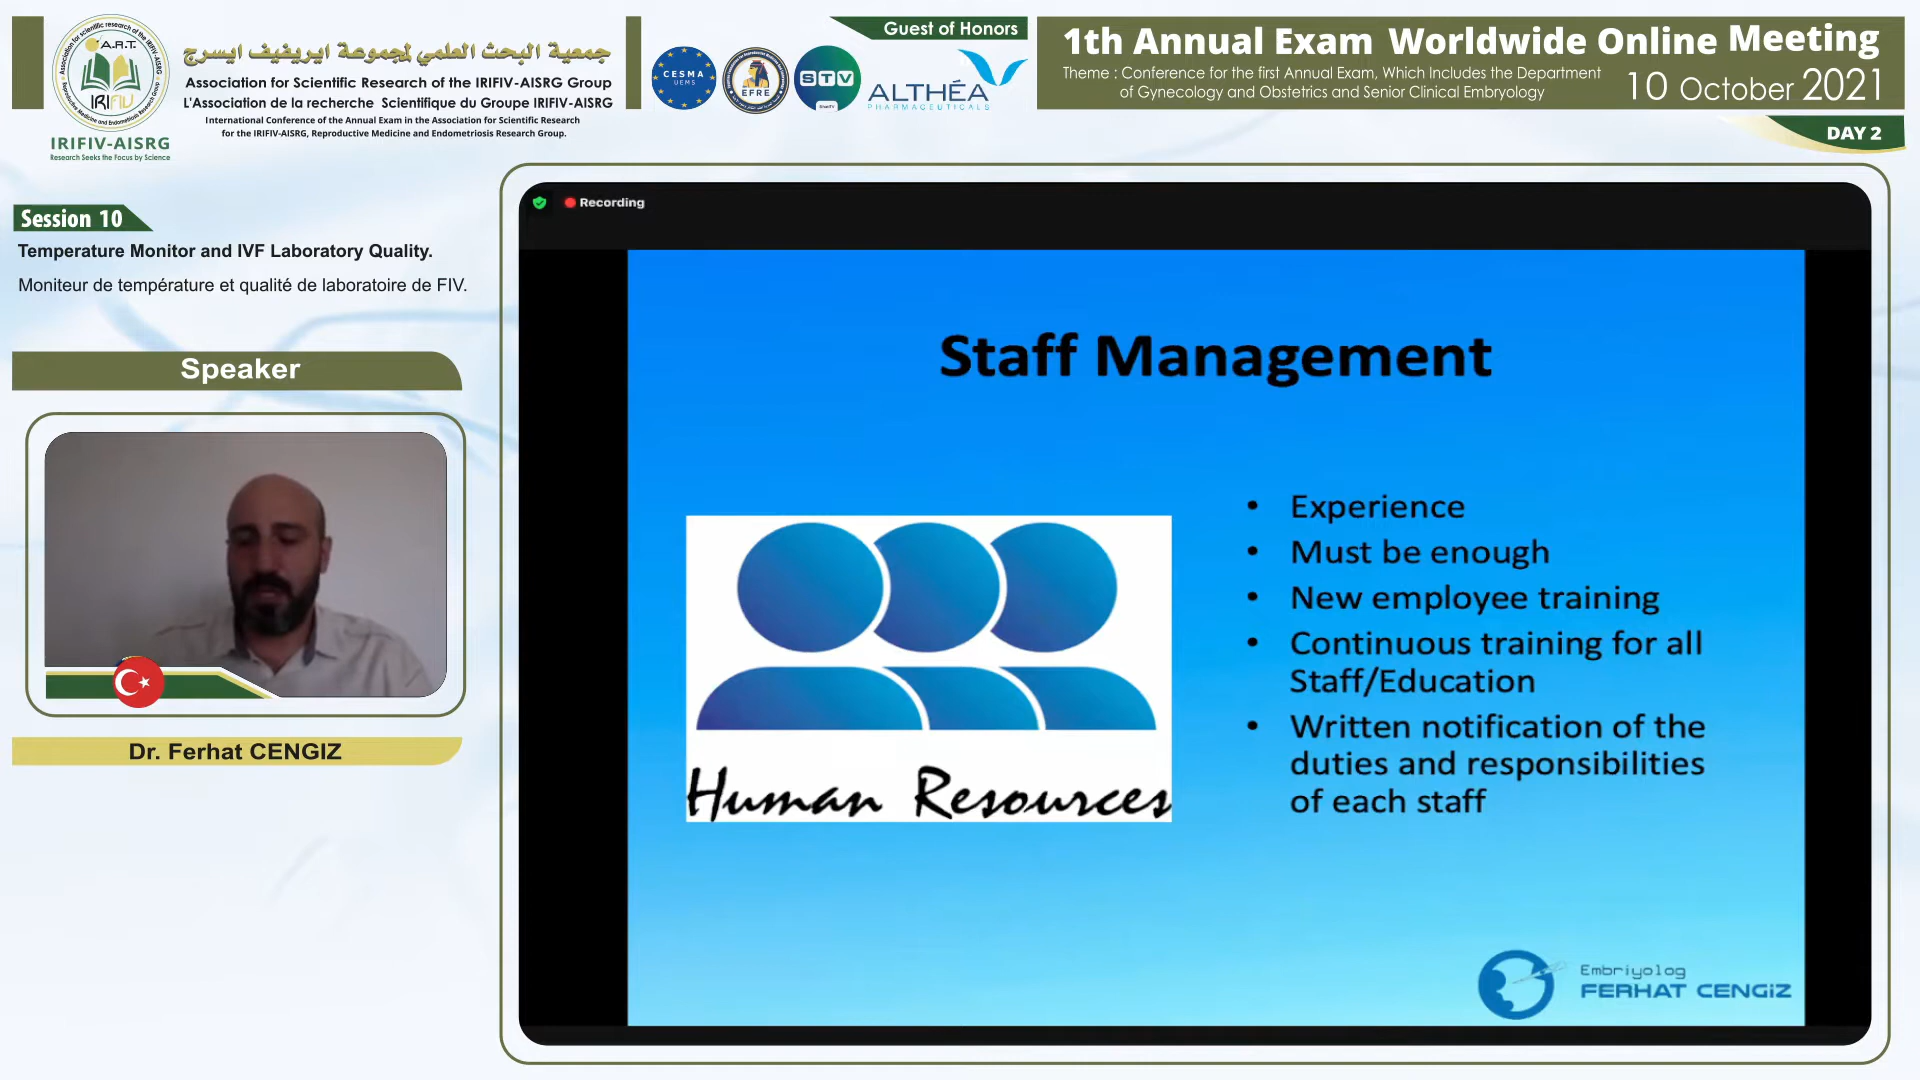 A.R.T.
IRIFIV
IRIFIV-AISRG
Research Seeks the Focus by Science
جمعية البحث العلمي لمجموعة ايريفيف ايسرج
Association for Scientific Research of the IRIFIV-AISRG Group
L'Association de la recherche Scientifique du Groupe IRIFIV-AISRG
International Conference of the Annual Exam in the Association for Scientific Research
for the IRIFIV-AISRG, Reproductive Medicine and Endometriosis Research Group.
Guest of Honors
CESMA
UEMS
EFRE
STV
ALTHÉA
PHARMACEUTICALS
1th Annual Exam Worldwide Online Meeting
Theme : Conference for the first Annual Exam, Which Includes the Department
of Gynecology and Obstetrics and Senior Clinical Embryology
10 October 2021
DAY 2
Session 10
Temperature Monitor and IVF Laboratory Quality.
Moniteur de température et qualité de laboratoire de FIV.
Speaker
Dr. Ferhat CENGIZ
Recording
Staff Management
Human Resources
• Experience
• Must be enough
• New employee training
• Continuous training for all
Staff/Education
• Written notification of the
duties and responsibilities
of each staff
Embriyolog
FERHAT CENGiZ